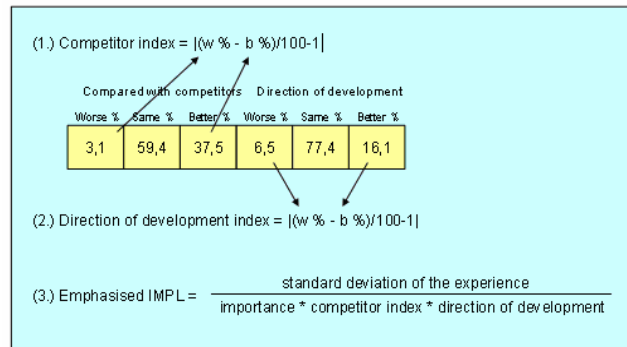 (1.) Competitor index = |(w % - b %)/100-1|
Compared with competitors Direction of development
Worse % Same % Better % Worse % Same % Better %
3,1 59,4 37,5 6,5 77,4 16,1
(2.) Direction of development index = |(w % - b %)/100-1|
standard deviation of the experience
(3.) Emphasised IMPL =
importance * competitor index * direction of development